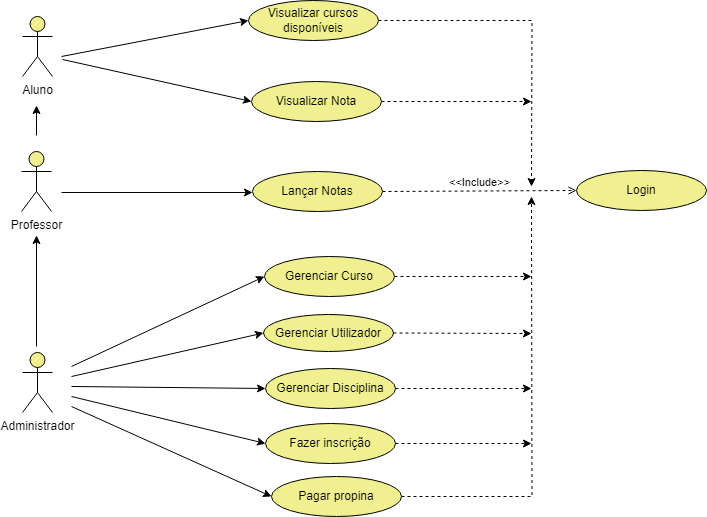 Visualizar cursos
disponíveis
Aluno
Visualizar Nota
<<Include>>
Lançar Notas
Login
Professor
Gerenciar Curso
Gerenciar Utilizador
Gerenciar Disciplina
Administrador
Fazer inscrição
Pagar propina